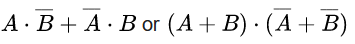 A · B̅ + A̅ · B or (A + B) · (A̅ + B̅)